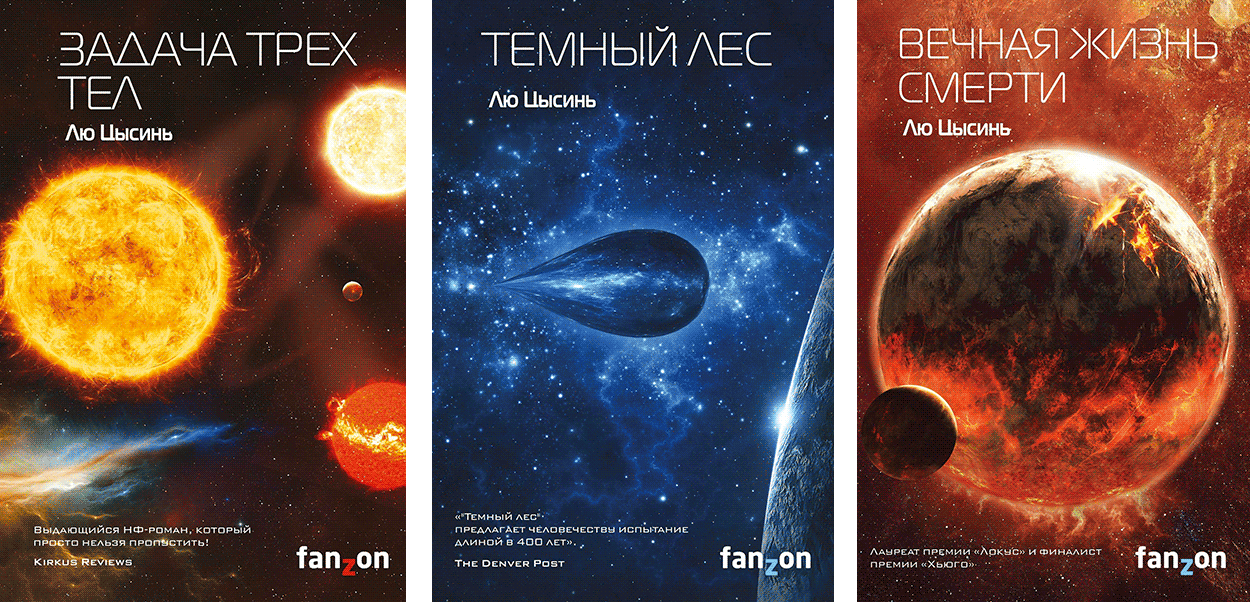 ЗАДАЧА ТРЕХ
ТЕЛ
Лю Цысинь
Выдающийся НФ-роман, который
просто нельзя пропустить!
Kirkus Reviews
fanzon
ТЕМНЫЙ ЛЕС
Лю Цысинь
«"Темный лес"
предлагает человечеству испытание
длиной в 400 лет».
The Denver Post
fanzon
ВЕЧНАЯ ЖИЗНЬ
СМЕРТИ
Лю Цысинь
Лауреат премии «Локус» и финалист
премии «Хьюго»
fanzon